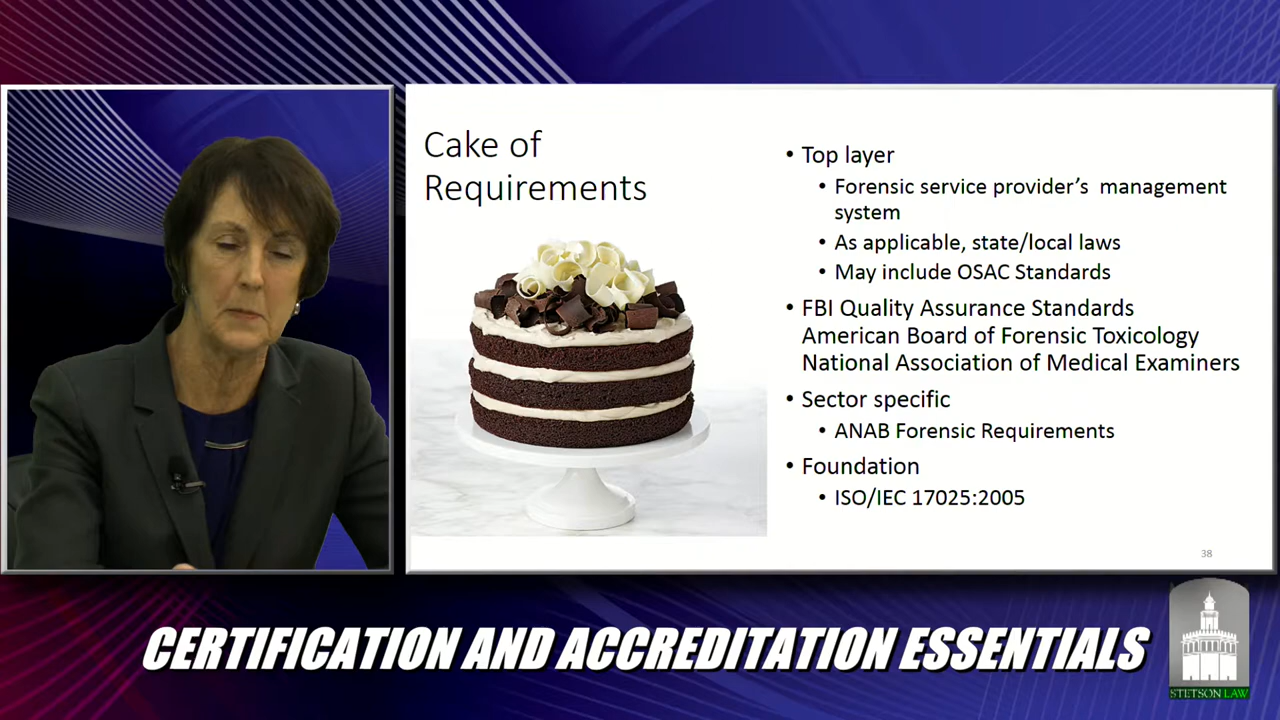 Cake of
Requirements
• Top layer
• Forensic service provider's management
system
• As applicable, state/local laws
• May include OSAC Standards
• FBI Quality Assurance Standards
American Board of Forensic Toxicology
National Association of Medical Examiners
• Sector specific
• ANAB Forensic Requirements
• Foundation
• ISO/IEC 17025:2005
38
CERTIFICATION AND ACCREDITATION ESSENTIALS
STETSON LAW